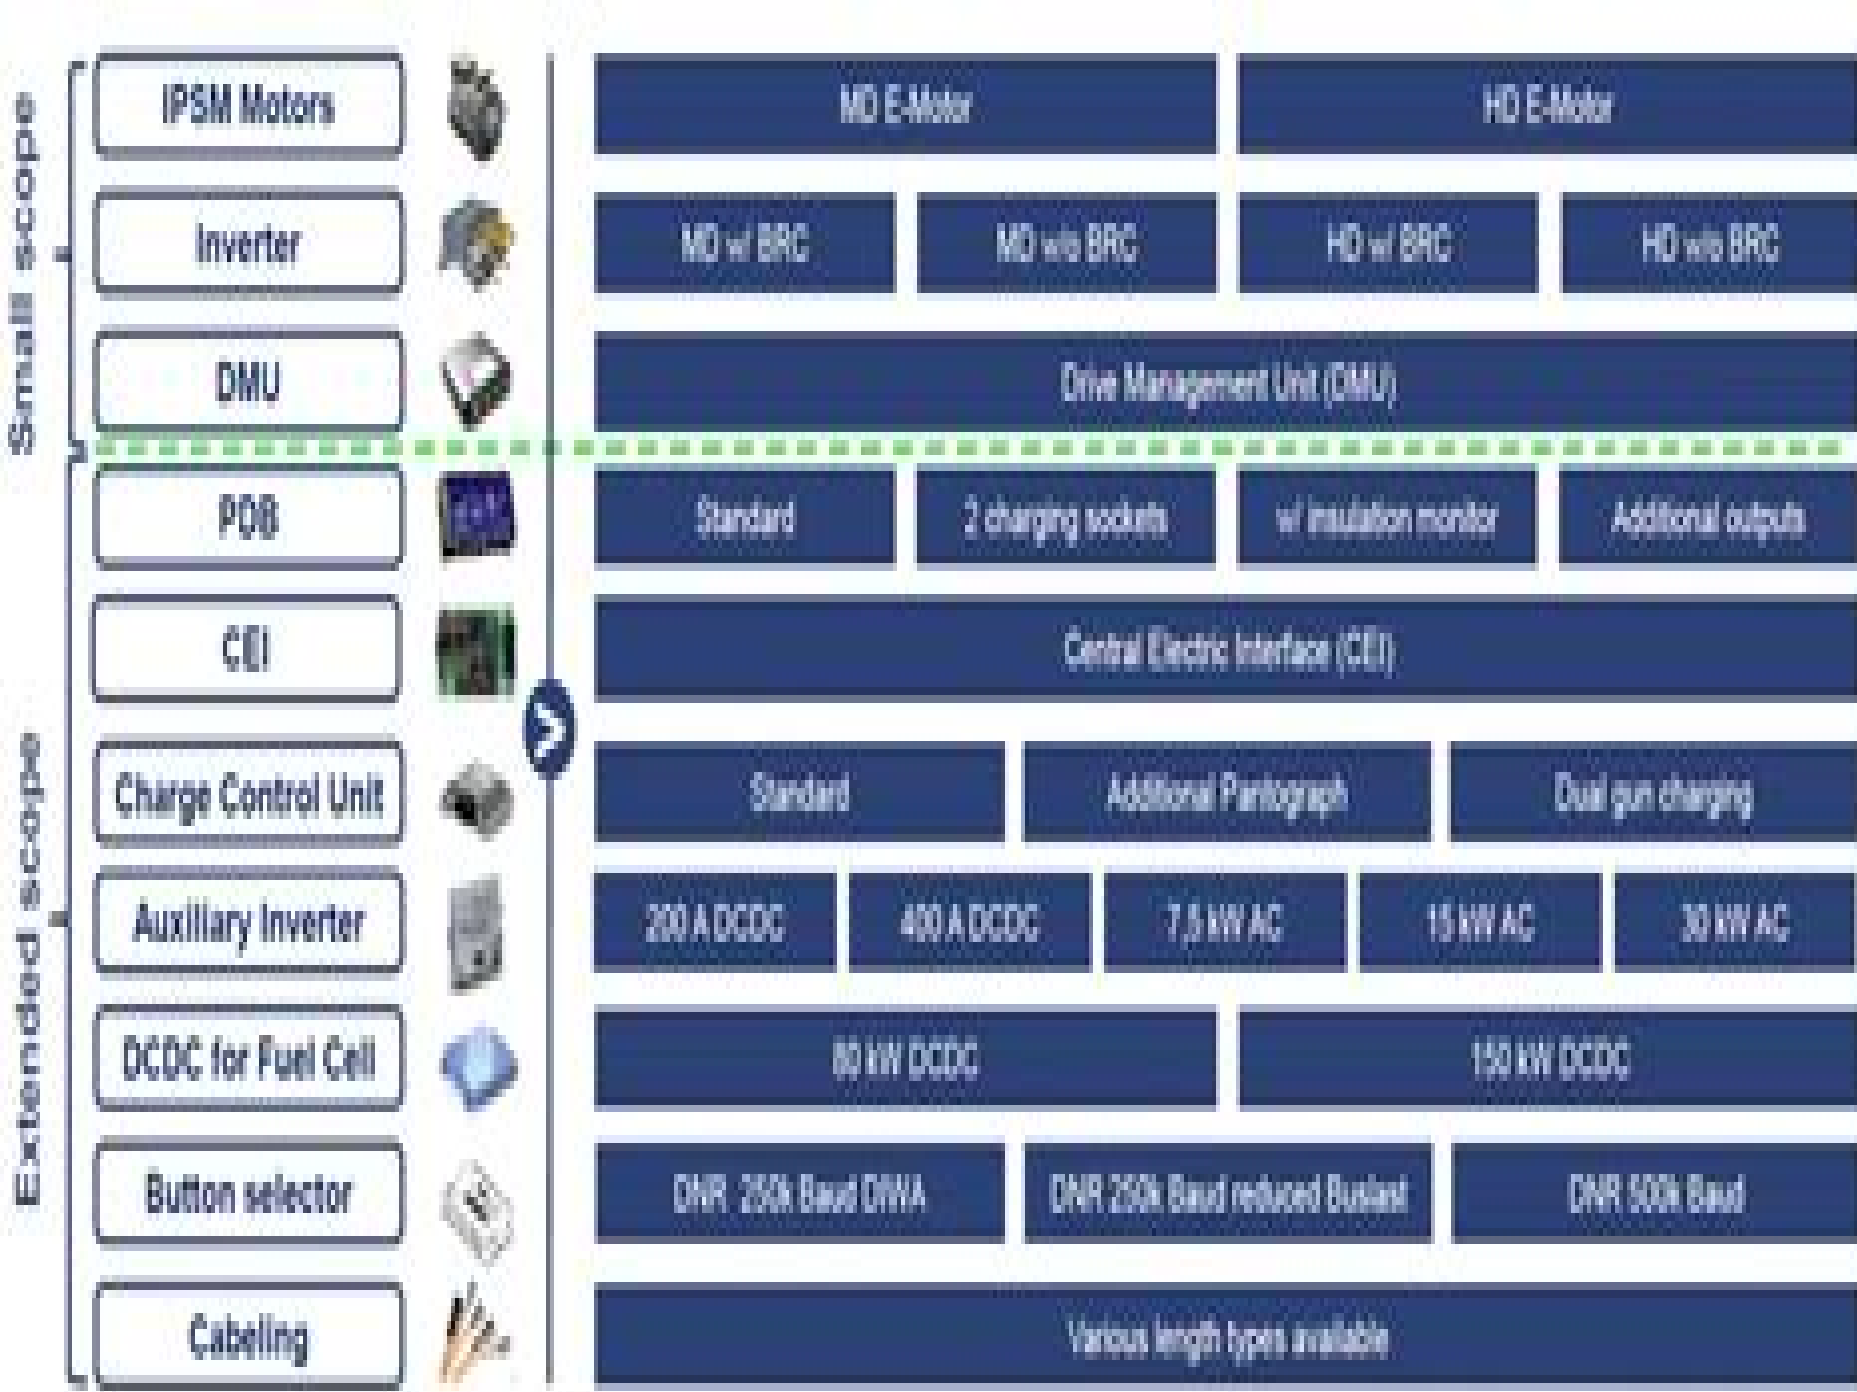 Small scope
IPSM Motors
MD E-Motor
HD E-Motor
Inverter
MD w/ BRC
MD w/o BRC
HD w/ BRC
HD w/o BRC
DMU
Drive Management Unit (DMU)
Extended scope
PDB
Standard
2 charging sockets
w/ insulation monitor
Additional outputs
CEI
Central Electric Interface (CEI)
Charge Control Unit
Standard
Additional Pantograph
Dual gun charging
Auxiliary Inverter
200 A DCDC
400 A DCDC
7,5 kW AC
15 kW AC
30 kW AC
DCDC for Fuel Cell
80 kW DCDC
150 kW DCDC
Button selector
DNR 250k Baud DIWA
DNR 250k Baud reduced Buslast
DNR 500k Baud
Cabeling
Various length types available